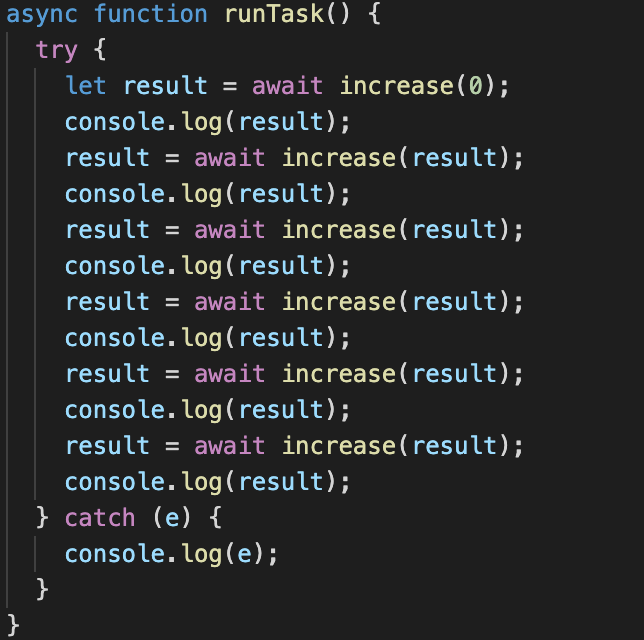 async function runTask() {
  try {
    let result = await increase(0);
    console.log(result);
    result = await increase(result);
    console.log(result);
    result = await increase(result);
    console.log(result);
    result = await increase(result);
    console.log(result);
    result = await increase(result);
    console.log(result);
    result = await increase(result);
    console.log(result);
  } catch (e) {
    console.log(e);
  }
}